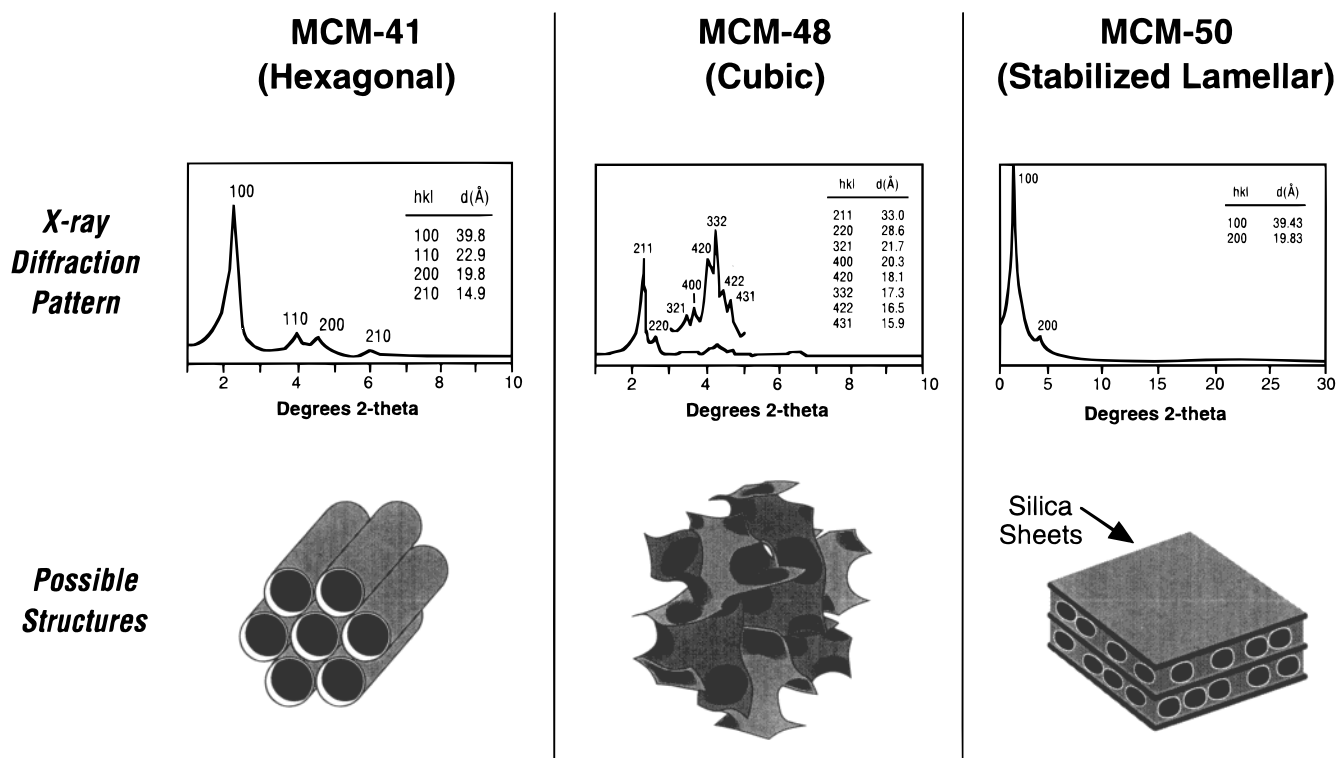 MCM-41
(Hexagonal)
MCM-48
(Cubic)
MCM-50
(Stabilized Lamellar)
X-ray
Diffraction
Pattern
100
110
200
210
hkl d(Å)
100 39.8
110 22.9
200 19.8
210 14.9
2 4 6 8 10
Degrees 2-theta
211
220
321
400
420
332
422
431
hkl d(Å)
211 33.0
220 28.6
321 21.7
400 20.3
420 18.1
332 17.3
422 16.5
431 15.9
2 4 6 8 10
Degrees 2-theta
100
200
hkl d(Å)
100 39.43
200 19.83
0 5 10 15 20 25 30
Degrees 2-theta
Possible
Structures
Silica
Sheets